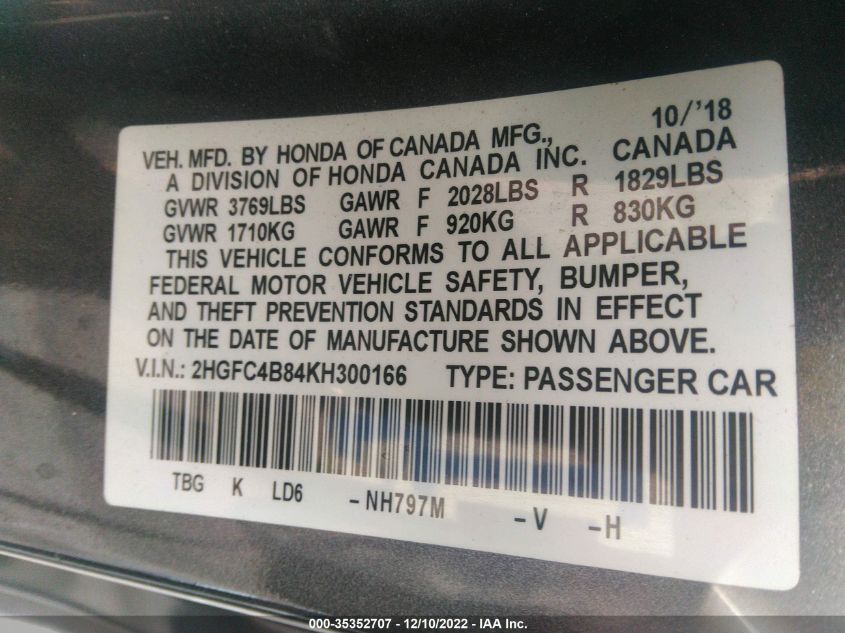 10/'18
VEH. MFD. BY HONDA OF CANADA MFG.,
A DIVISION OF HONDA CANADA INC. CANADA
GVWR 3769LBS GAWR F 2028LBS R 1829LBS
GVWR 1710KG GAWR F 920KG R 830KG
THIS VEHICLE CONFORMS TO ALL APPLICABLE
FEDERAL MOTOR VEHICLE SAFETY, BUMPER,
AND THEFT PREVENTION STANDARDS IN EFFECT
ON THE DATE OF MANUFACTURE SHOWN ABOVE.
V.I.N.: 2HGFC4B84KH300166 TYPE: PASSENGER CAR
TBG K LD6 -NH797M -V -H
000-35352707 - 12/10/2022 - IAA Inc.